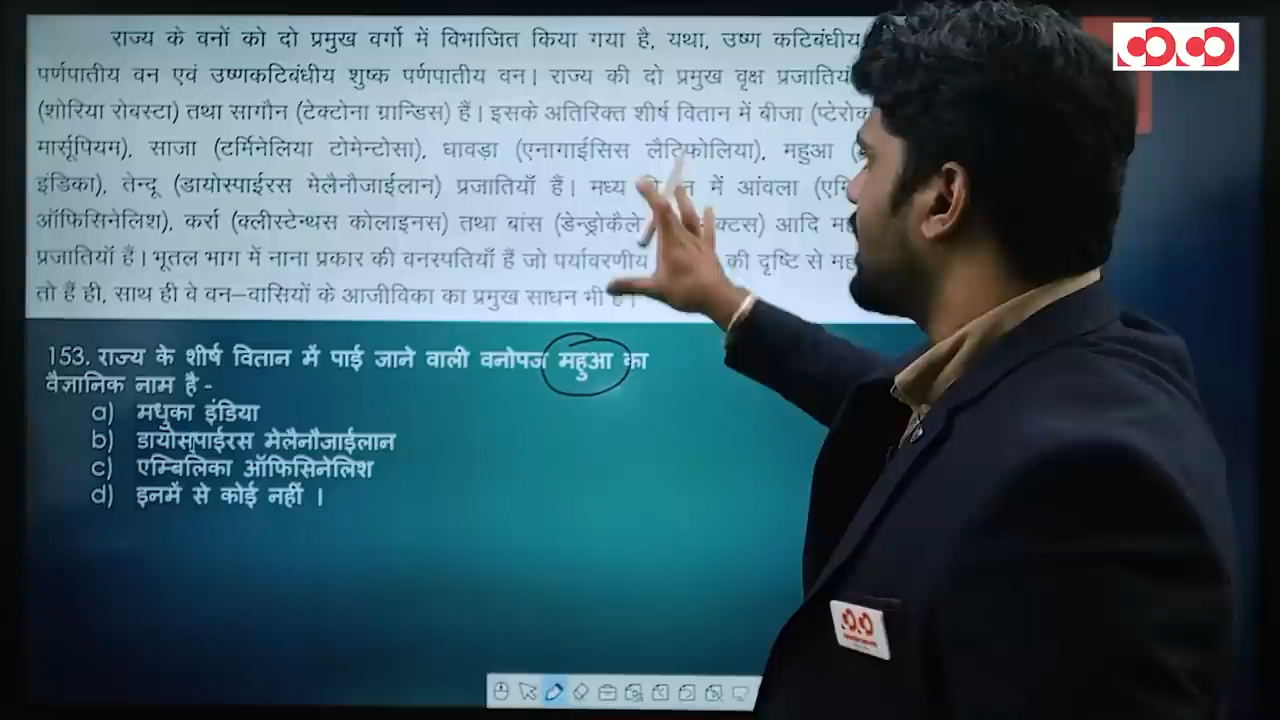 राज्य के वनों को दो प्रमुख वर्गो में विभाजित किया गया है, यथा, उष्ण कटिबंधीय
पर्णपातीय वन एवं उष्णकटिबंधीय शुष्क पर्णपातीय वन। राज्य की दो प्रमुख वृक्ष
(शोरिया रोबस्टा) तथा सागौन (टेक्टोना ग्रान्डिस) हैं। इसके अतिरिक्त शीर्ष वितान में बीजा
मार्सूपियम), साजा (टर्मिनेलिया टोमेन्टोसा), धावड़ा (एनागाईसिस लैटिफोलिया), महुआ
इंडिका), तेन्दू (डायोस्पाईरस मेलैनौजाईलान) प्रजातियाँ हैं। मध्य में आंवला
ऑफिसिनेलिश), कर्रा (क्लीस्टेन्थस कोलाइनस) तथा बांस आदि
प्रजातियॉ हैं। भूतल भाग में नाना प्रकार की वनस्पतियाँ हैं जो पर्यावरणीय की दृष्टि से
तो हैं ही, साथ ही वे वन–वासियों के आजीविका का प्रमुख साधन भी
153. राज्य के शीर्ष वितान में पाई जाने वाली वनोपज महुआ का
वैज्ञानिक नाम है -
a) मधुका इंडिया
b) डायोसपाईरस मेलैनौजाईलान
c) एम्बिलिका ऑफिसिनेलिश
d) इनमें से कोई नहीं ।